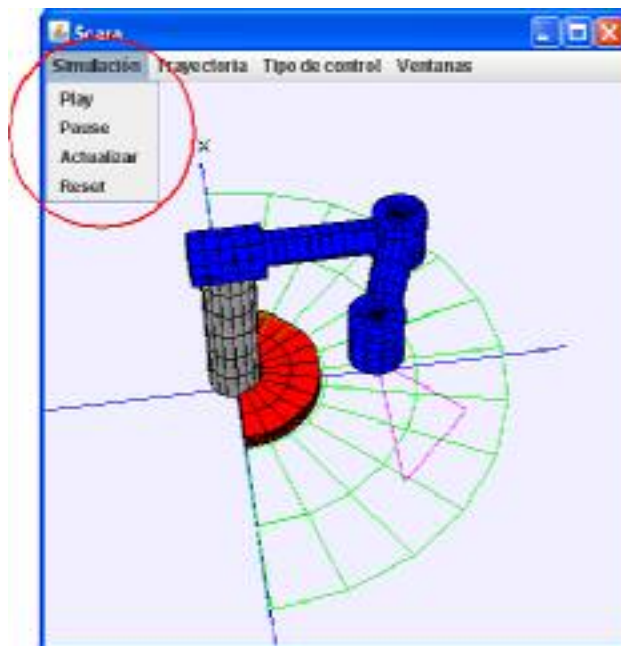 Scara
Simulación Trayectoria Tipo de control Ventanas
Play
Pause
Actualizar
Reset
X